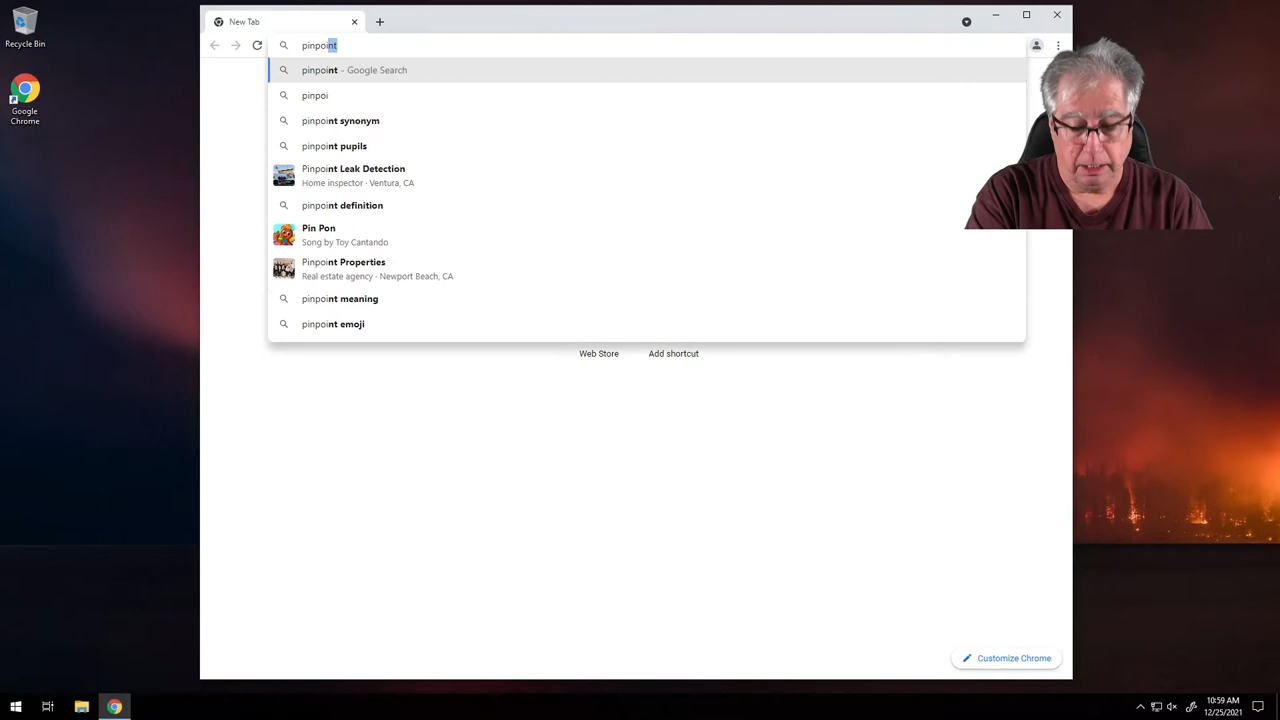 New Tab
Recycle Bin
pinpoint
pinpoint - Google Search
pinpoi
Google
Chrome
pinpoint synonym
pinpoint pupils
Pinpoint Leak Detection
Home inspector · Ventura, CA
pinpoint definition
Pin Pon
Song by Toy Cantando
Pinpoint Properties
Real estate agency · Newport Beach, CA
pinpoint meaning
pinpoint emoji
Web Store
Add shortcut
Customize Chrome
10:59 AM
12/25/2021